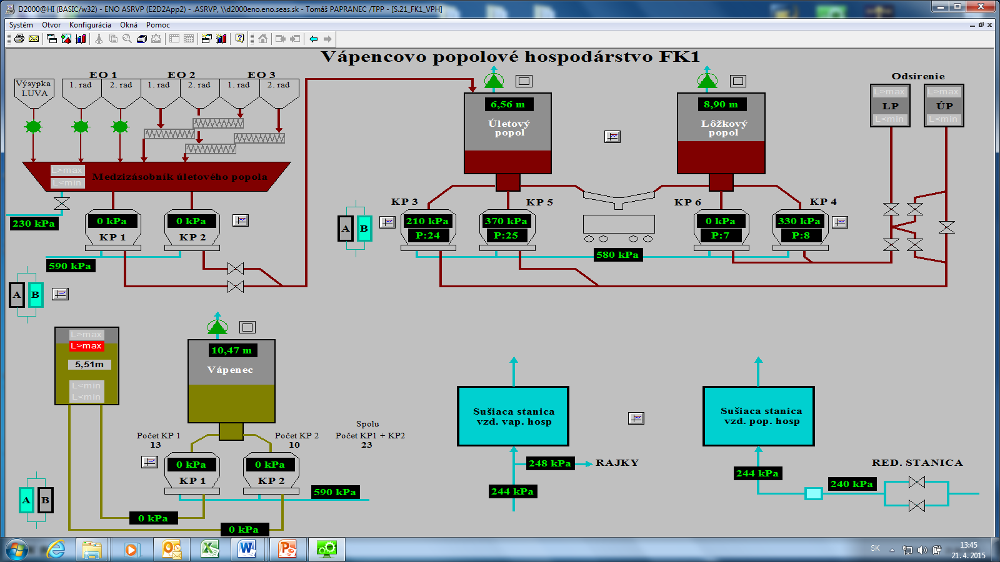 D2000@HI (BASIC/w32) - ENO ASRVP (E2D2App2) - .ASRVP, \\d2000eno.eno.seas.sk - Tomáš PAPRANEC /TPP - [S.21_FK1_VPH]
Systém Otvor Konfigurácia Okná Pomoc
Vápencovo popolové hospodárstvo FK1
EO 1 EO 2 EO 3
Výsypka
LUVA
1. rad 2. rad 1. rad 2. rad 1. rad 2. rad
L>max
L<min
Medzizásobník úletového popola
230 kPa
0 kPa
KP 1
0 kPa
KP 2
590 kPa
A B
6,56 m
Úletový
popol
8,90 m
Lôžkový
popol
Odsírenie
L>max
LP
L<min
L>max
ÚP
L<min
KP 3 KP 5 KP 6 KP 4
A B
210 kPa
P:24
370 kPa
P:25
0 kPa
P:7
330 kPa
P:8
580 kPa
L>max
L>max
5,51m
L<min
L<min
10,47 m
Vápenec
Počet KP 1
13
Počet KP 2
10
Spolu
Počet KP1 + KP2
23
0 kPa
KP 1
0 kPa
KP 2
590 kPa
A B
0 kPa
0 kPa
Sušiaca stanica
vzd. vap. hosp
248 kPa
RAJKY
244 kPa
Sušiaca stanica
vzd. pop. hosp
244 kPa
RED. STANICA
240 kPa
SK
13:45
21. 4. 2015